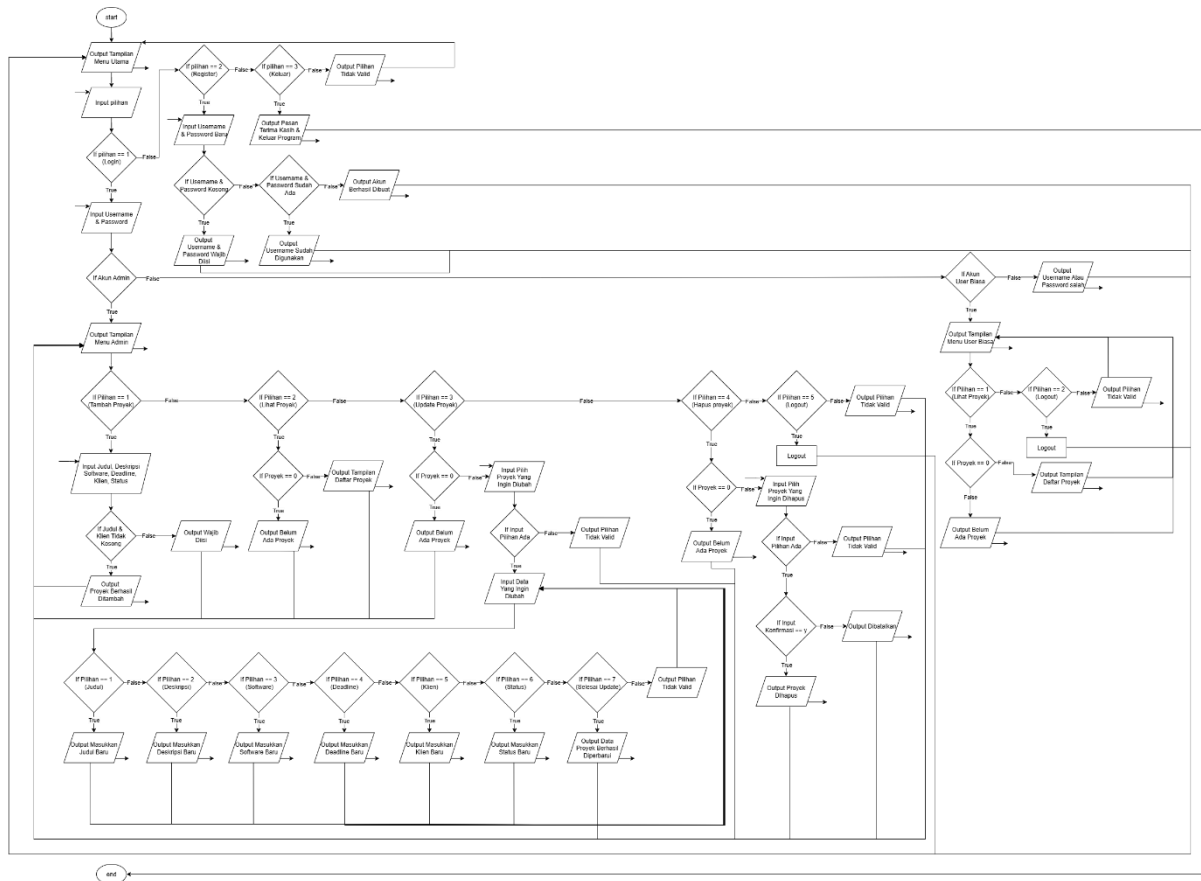 start
Output Tampilan
Menu Utama
Input pilihan
If pilihan == 1
(Login)
False
True
Input Username
& Password
If pilihan == 2
(Register)
False
True
If pilihan == 3
(Keluar)
False
True
Output Pilihan
Tidak Valid
Input Username
& Password Baru
Output Pesan
Terima Kasih &
Keluar Program
If Username &
Password Kosong
False
True
If Username &
Password Sudah
Ada
False
True
Output Akun
Berhasil Dibuat
Output
Username &
Password Wajib
Diisi
Output
Username Sudah
Digunakan
If Akun Admin
False
True
If Akun
User Biasa
False
True
Output
Username Atau
Password salah
Output Tampilan
Menu Admin
Output Tampilan
Menu User Biasa
If Pilihan == 1
(Tambah Proyek)
False
True
If Pilihan == 2
(Lihat Proyek)
False
True
If Pilihan == 3
(Update Proyek)
False
True
If Pilihan == 4
(Hapus proyek)
False
True
If Pilihan == 5
(Logout)
False
True
Output Pilihan
Tidak Valid
Logout
If Pilihan == 1
(Lihat Proyek)
False
True
If Pilihan == 2
(Logout)
False
True
Output Pilihan
Tidak Valid
Logout
Input Judul, Deskripsi
Software, Deadline,
Klien, Status
If Proyek == 0
False
True
Output Tampilan
Daftar Proyek
If Proyek == 0
False
True
Input Pilih
Proyek Yang
Ingin Diubah
If Proyek == 0
False
True
Input Pilih
Proyek Yang
Ingin Dihapus
If Proyek == 0
False
False
Output Tampilan
Daftar Proyek
If Judul &
Klien Tidak
Kosong
False
True
Output Wajib
Diisi
Output Belum
Ada Proyek
Output Belum
Ada Proyek
If Input
Pilihan Ada
False
True
Output Pilihan
Tidak Valid
Output Belum
Ada Proyek
If Input
Pilihan Ada
False
True
Output Pilihan
Tidak Valid
Output Belum
Ada Proyek
Output
Proyek Berhasil
Ditambah
Input Data
Yang Ingin
Diubah
If Input
Konfirmasi == y
False
True
Output Dibatalkan
Output Proyek
Dihapus
If Pilihan == 1
(Judul)
False
True
If Pilihan == 2
(Deskripsi)
False
True
If Pilihan == 3
(Software)
False
True
If Pilihan == 4
(Deadline)
False
True
If Pilihan == 5
(Klien)
False
True
If Pilihan == 6
(Status)
False
True
If Pilihan == 7
(Selesai Update)
False
True
Output Pilihan
Tidak Valid
Output Masukkan
Judul Baru
Output Masukkan
Deskripsi Baru
Output Masukkan
Software Baru
Output Masukkan
Deadline Baru
Output Masukkan
Klien Baru
Output Masukkan
Status Baru
Output Data
Proyek Berhasil
Diperbarui
end